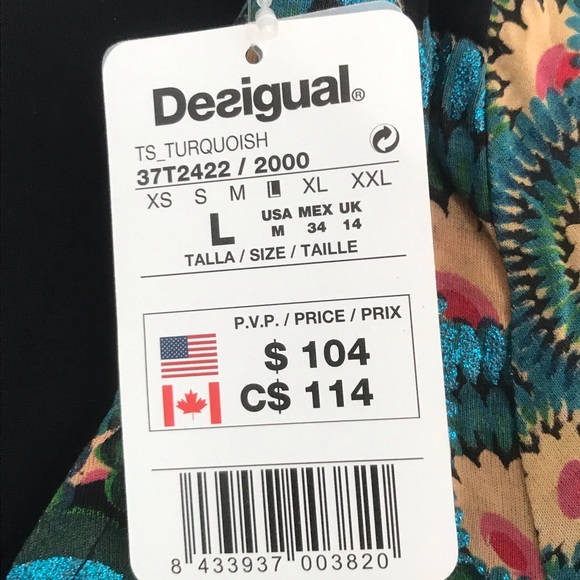 Desigual®
TS_TURQUOISH
37T2422 / 2000
XS S M L XL XXL
L USA MEX UK
M 34 14
TALLA / SIZE / TAILLE
P.V.P. / PRICE / PRIX
$ 104
C$ 114
8 433937 003820